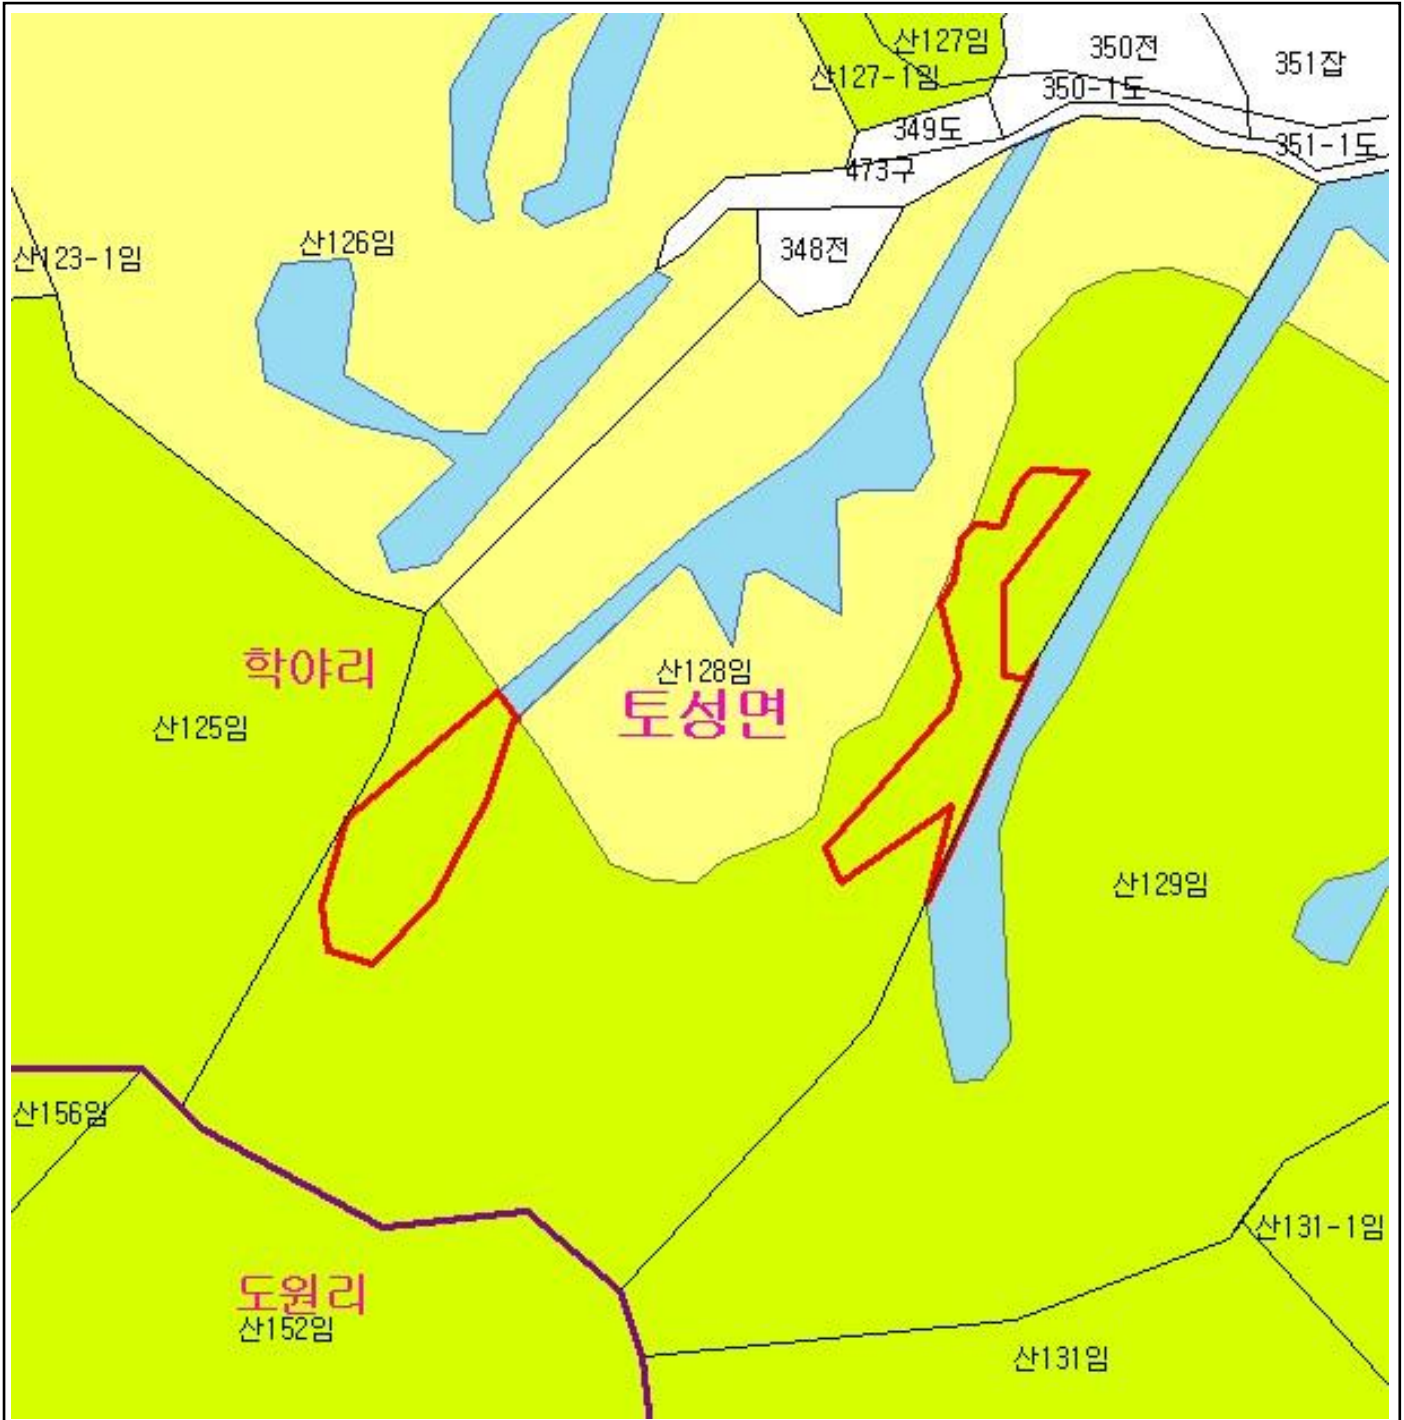 산127임
350전
351잡
산127-1임
350-1도
349도
351-1도
473구
산126임
348전
산123-1임
학야리
산128임
토성면
산125임
산129임
산156임
산131-1임
도원리
산152임
산131임